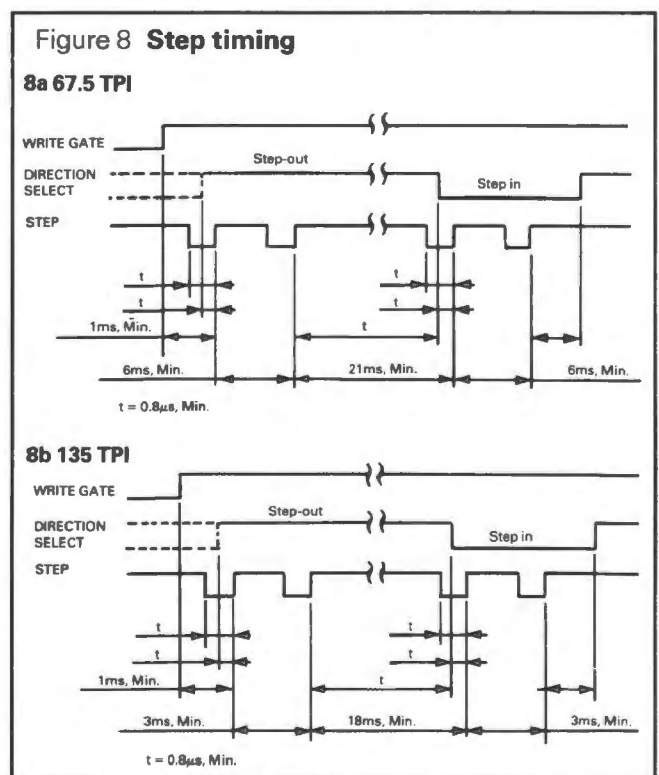 Figure 8 Step timing
8a 67.5 TPI
WRITE GATE
DIRECTION
SELECT
Step-out
Step in
STEP
t
t
t
t
1ms, Min.
t
6ms, Min.
21ms, Min.
6ms, Min.
t = 0.8μs, Min.
8b 135 TPI
WRITE GATE
DIRECTION
SELECT
Step-out
Step in
STEP
t
t
t
t
1ms, Min.
t
3ms, Min.
18ms, Min.
3ms, Min.
t = 0.8μs, Min.